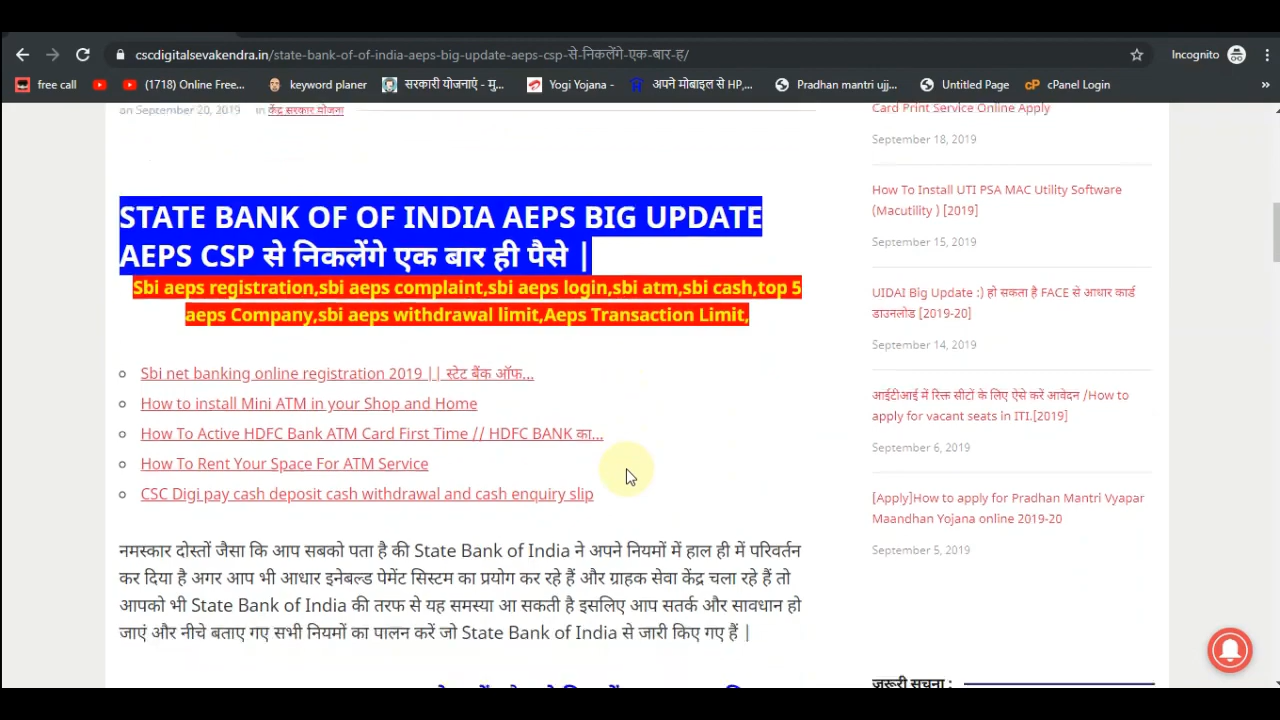 cscdigitalsevakendra.in/state-bank-of-of-india-aeps-big-update-aeps-csp-से-निकलेंगे-एक-बार-ह/
Incognito
free call
(1718) Online Free...
keyword planer
सरकारी योजनाएं - मु...
Yogi Yojana -
अपने मोबाइल से HP,...
Pradhan mantri ujj...
Untitled Page
cPanel Login
»
on September 20, 2019 in केंद्र सरकार योजना
STATE BANK OF OF INDIA AEPS BIG UPDATE
AEPS CSP से निकलेंगे एक बार ही पैसे |
Sbi aeps registration,sbi aeps complaint,sbi aeps login,sbi atm,sbi cash,top 5
aeps Company,sbi aeps withdrawal limit,Aeps Transaction Limit,
Sbi net banking online registration 2019 || स्टेट बैंक ऑफ...
How to install Mini ATM in your Shop and Home
How To Active HDFC Bank ATM Card First Time // HDFC BANK का...
How To Rent Your Space For ATM Service
CSC Digi pay cash deposit cash withdrawal and cash enquiry slip
नमस्कार दोस्तों जैसा कि आप सबको पता है की State Bank of India ने अपने नियमों में हाल ही में परिवर्तन
कर दिया है अगर आप भी आधार इनेबल्ड पेमेंट सिस्टम का प्रयोग कर रहे हैं और ग्राहक सेवा केंद्र चला रहे हैं तो
आपको भी State Bank of India की तरफ से यह समस्या आ सकती है इसलिए आप सतर्क और सावधान हो
जाएं और नीचे बताए गए सभी नियमों का पालन करें जो State Bank of India से जारी किए गए हैं |
Card Print Service Online Apply
September 18, 2019
How To Install UTI PSA MAC Utility Software
(Macutility ) [2019]
September 15, 2019
UIDAI Big Update :) हो सकता है FACE से आधार कार्ड
डाउनलोड [2019-20]
September 14, 2019
आईटीआई में रिक्त सीटों के लिए ऐसे करें आवेदन /How to
apply for vacant seats in ITI.[2019]
September 6, 2019
[Apply]How to apply for Pradhan Mantri Vyapar
Maandhan Yojana online 2019-20
September 5, 2019
जरूरी सूचना :